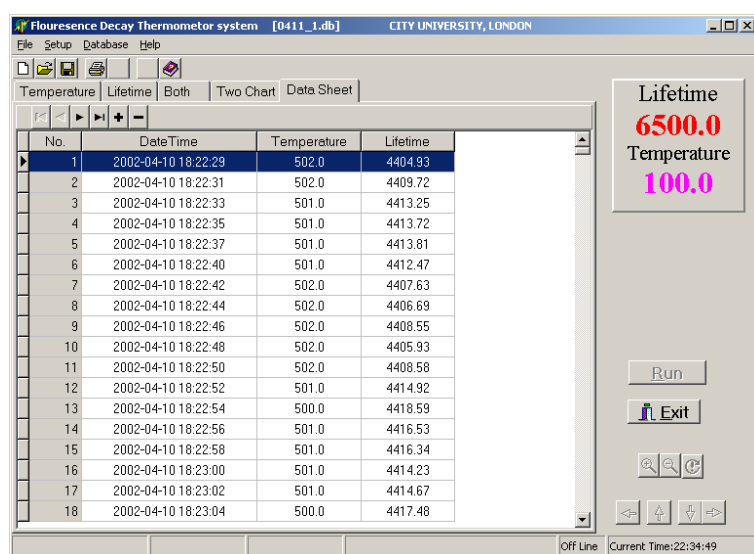 Flouresence Decay Thermometor system [0411_1.db] CITY UNIVERSITY, LONDON
File Setup Database Help
Temperature Lifetime Both Two Chart Data Sheet
No. DateTime Temperature Lifetime
1 2002-04-10 18:22:29 502.0 4404.93
2 2002-04-10 18:22:31 502.0 4409.72
3 2002-04-10 18:22:33 501.0 4413.25
4 2002-04-10 18:22:35 501.0 4413.72
5 2002-04-10 18:22:37 501.0 4413.81
6 2002-04-10 18:22:40 501.0 4412.47
7 2002-04-10 18:22:42 502.0 4407.63
8 2002-04-10 18:22:44 502.0 4406.69
9 2002-04-10 18:22:46 502.0 4408.55
10 2002-04-10 18:22:48 502.0 4405.93
11 2002-04-10 18:22:50 502.0 4408.58
12 2002-04-10 18:22:52 501.0 4414.92
13 2002-04-10 18:22:54 500.0 4418.59
14 2002-04-10 18:22:56 501.0 4416.53
15 2002-04-10 18:22:58 501.0 4416.34
16 2002-04-10 18:23:00 501.0 4414.23
17 2002-04-10 18:23:02 501.0 4414.67
18 2002-04-10 18:23:04 500.0 4417.48
Lifetime
6500.0
Temperature
100.0
Run
Exit
Off Line Current Time:22:34:49